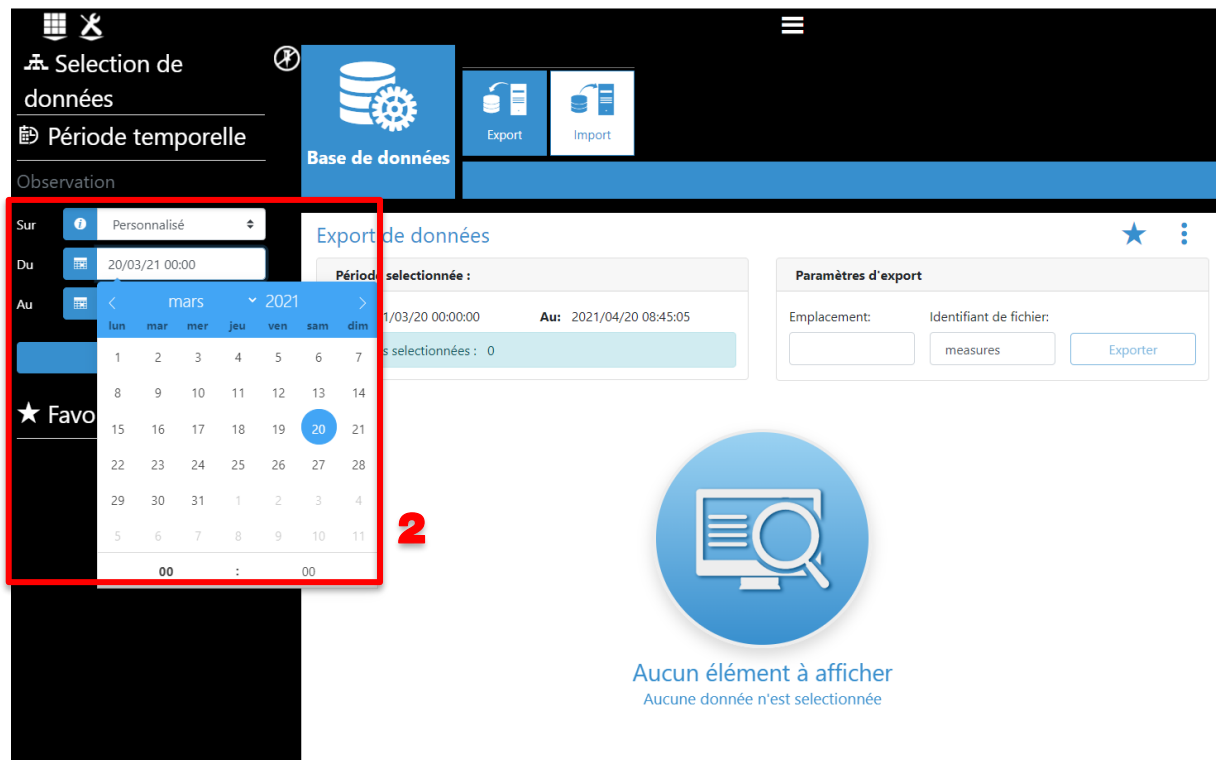 Selection de
données
Période temporelle
Observation
Sur Personnalisé
Du 20/03/21 00:00
Au
mars 2021
lun mar mer jeu ven sam dim
1 2 3 4 5 6 7
8 9 10 11 12 13 14
15 16 17 18 19 20 21
22 23 24 25 26 27 28
29 30 31 1 2 3 4
5 6 7 8 9 10 11
00 : 00
Favo
2
Base de données
Export
Import
Export de données
Période selectionnée :
1/03/20 00:00:00 Au: 2021/04/20 08:45:05
s selectionnées : 0
Paramètres d'export
Emplacement: Identifiant de fichier:
measures Exporter
Aucun élément à afficher
Aucune donnée n'est selectionnée